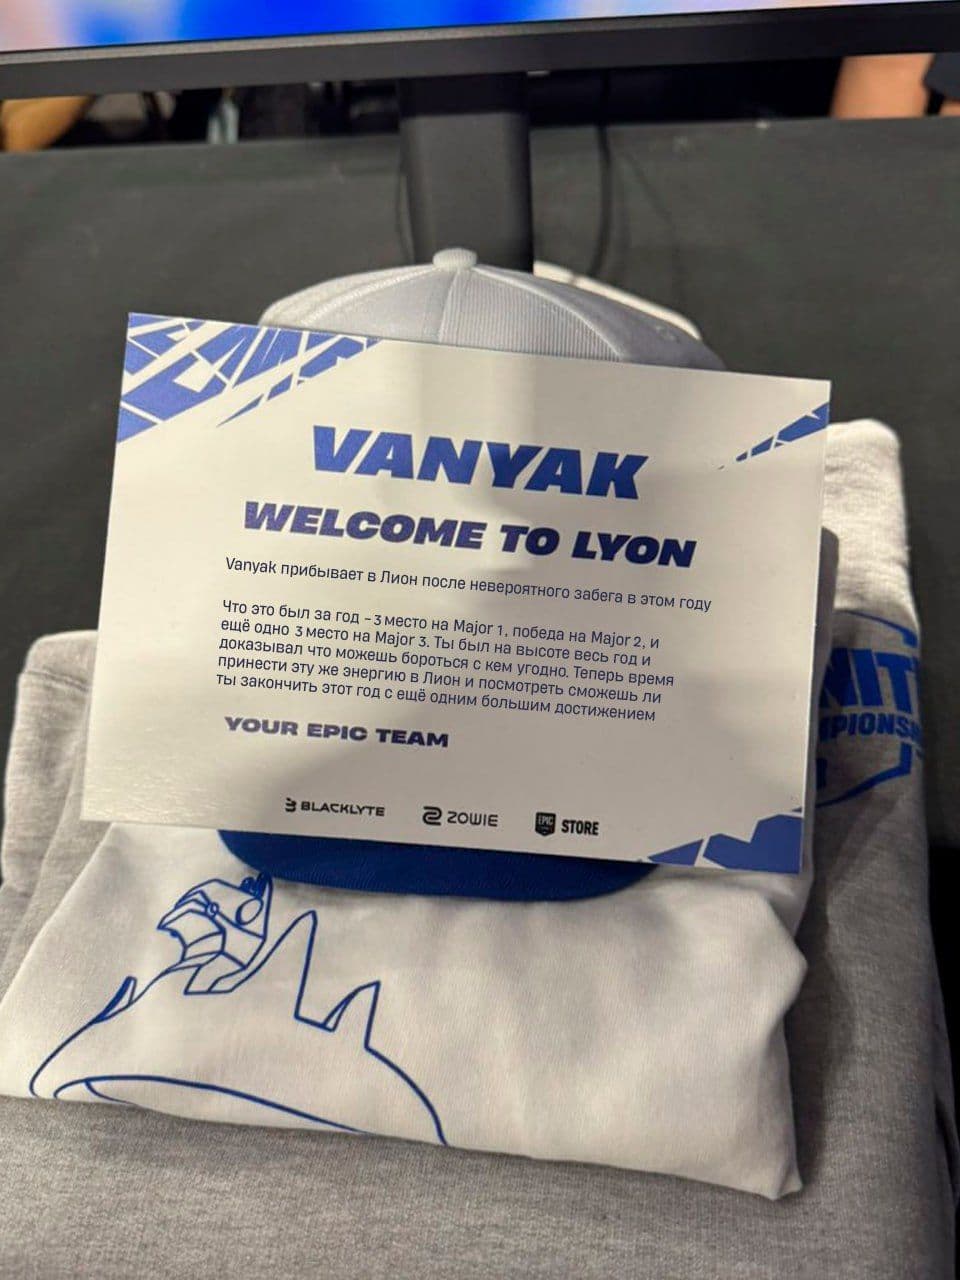 VANYAK
WELCOME TO LYON
Vanyak прибывает в Лион после невероятного забега в этом году
Что это был за год - 3 место на Major 1, победа на Major 2, и
ещё одно 3 место на Major 3. Ты был на высоте весь год и
доказывал что можешь бороться с кем угодно. Теперь время
принести эту же энергию в Лион и посмотреть сможешь ли
ты закончить этот год с ещё одним большим достижением
YOUR EPIC TEAM
BLACKLYTE
ZOWIE
EPIC
STORE